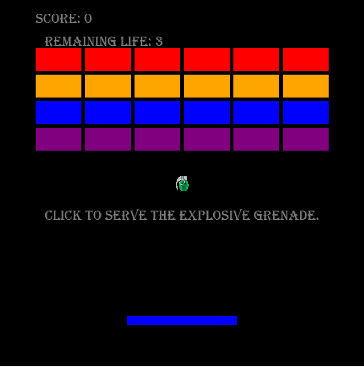 SCORE: 0
REMAINING LIFE: 3
CLICK TO SERVE THE EXPLOSIVE GRENADE.